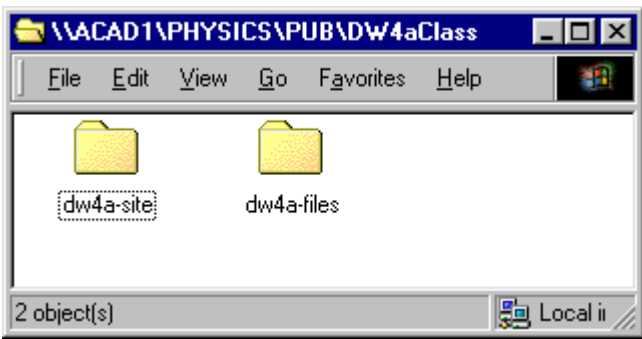 \\ACAD1\PHYSICS\PUB\DW4aClass
File Edit View Go Favorites Help
dw4a-site dw4a-files
2 object(s) Local i